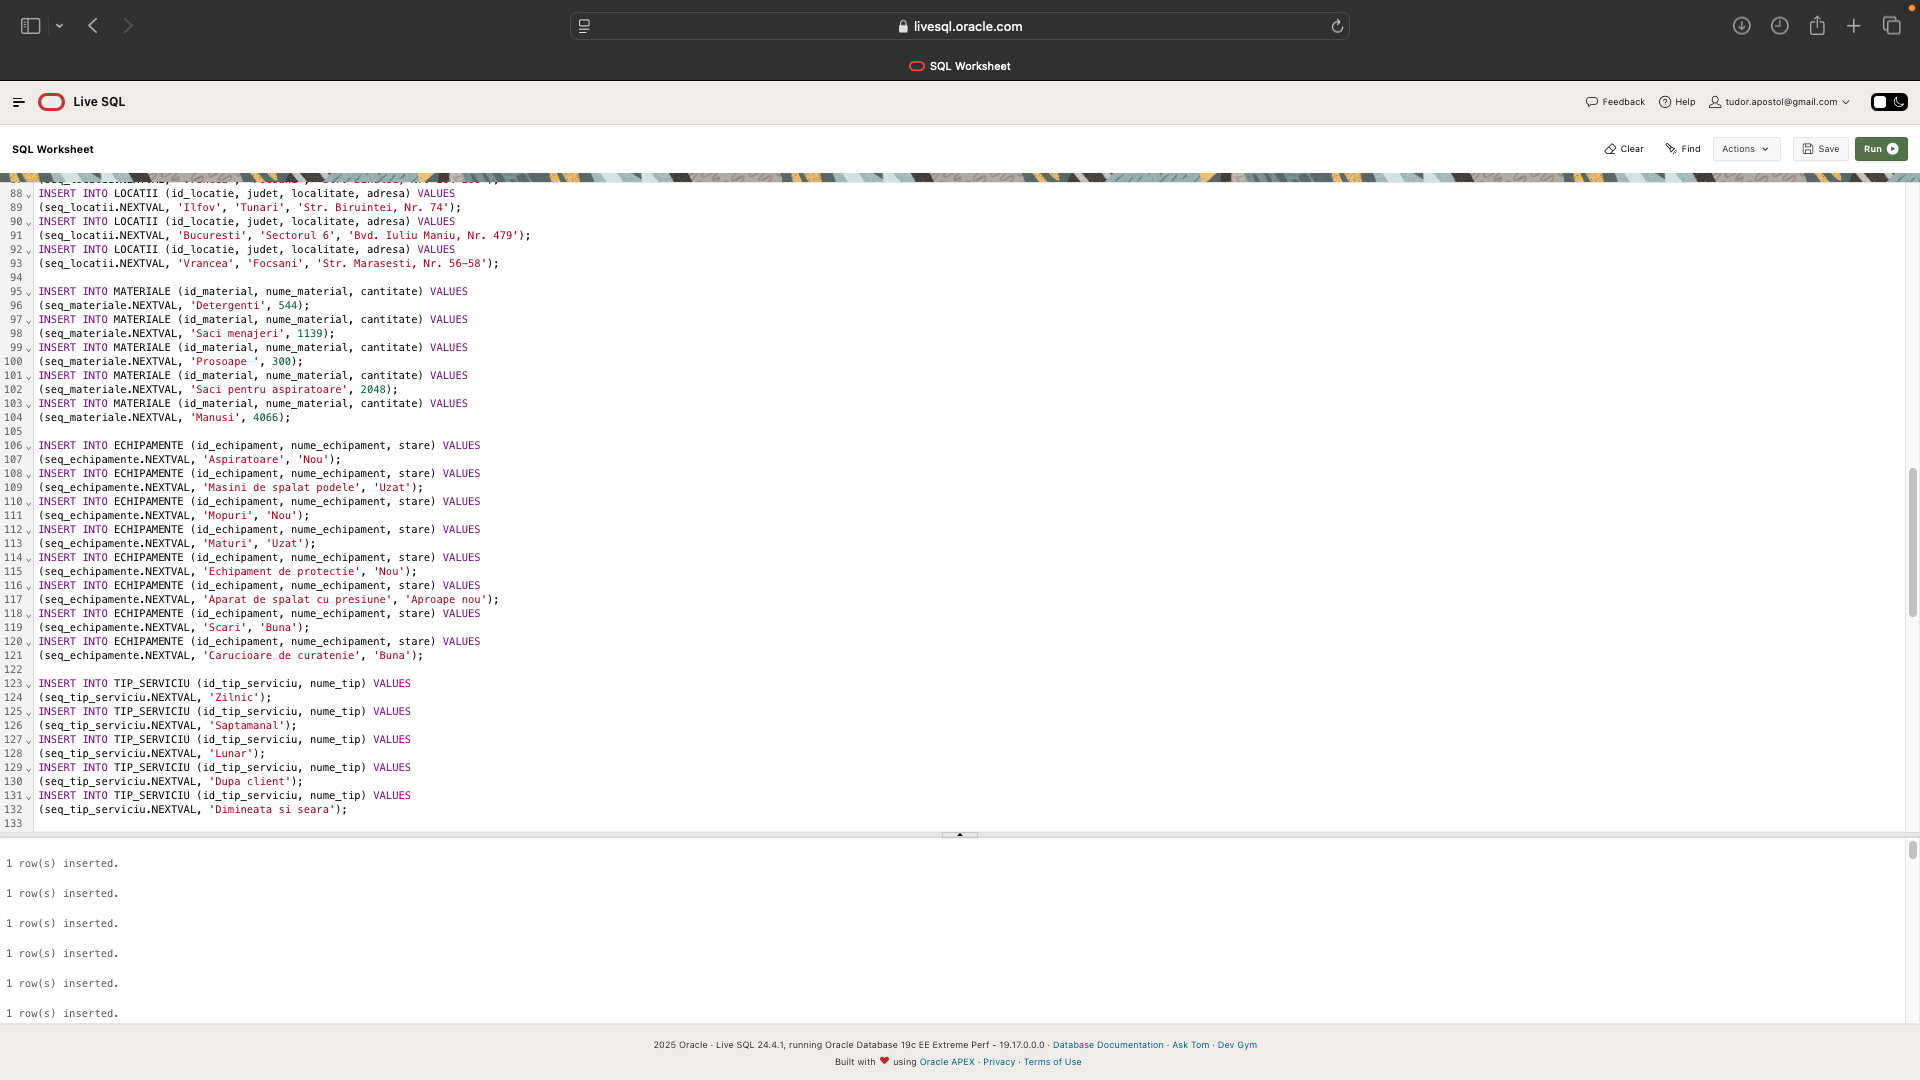 livesql.oracle.com
SQL Worksheet
Live SQL
Feedback
Help
tudor.apostol@gmail.com
SQL Worksheet
Clear
Find
Actions
Save
Run
88 INSERT INTO LOCATII (id_locatie, judet, localitate, adresa) VALUES
89 (seq_locatii.NEXTVAL, 'Ilfov', 'Tunari', 'Str. Biruintei, Nr. 74');
90 INSERT INTO LOCATII (id_locatie, judet, localitate, adresa) VALUES
91 (seq_locatii.NEXTVAL, 'Bucuresti', 'Sectorul 6', 'Bvd. Iuliu Maniu, Nr. 479');
92 INSERT INTO LOCATII (id_locatie, judet, localitate, adresa) VALUES
93 (seq_locatii.NEXTVAL, 'Vrancea', 'Focsani', 'Str. Marasesti, Nr. 56-58');
94
95 INSERT INTO MATERIALE (id_material, nume_material, cantitate) VALUES
96 (seq_materiale.NEXTVAL, 'Detergenti', 544);
97 INSERT INTO MATERIALE (id_material, nume_material, cantitate) VALUES
98 (seq_materiale.NEXTVAL, 'Saci menajeri', 1139);
99 INSERT INTO MATERIALE (id_material, nume_material, cantitate) VALUES
100 (seq_materiale.NEXTVAL, 'Prosoape ', 300);
101 INSERT INTO MATERIALE (id_material, nume_material, cantitate) VALUES
102 (seq_materiale.NEXTVAL, 'Saci pentru aspiratoare', 2048);
103 INSERT INTO MATERIALE (id_material, nume_material, cantitate) VALUES
104 (seq_materiale.NEXTVAL, 'Manusi', 4066);
105
106 INSERT INTO ECHIPAMENTE (id_echipament, nume_echipament, stare) VALUES
107 (seq_echipamente.NEXTVAL, 'Aspiratoare', 'Nou');
108 INSERT INTO ECHIPAMENTE (id_echipament, nume_echipament, stare) VALUES
109 (seq_echipamente.NEXTVAL, 'Masini de spalat podele', 'Uzat');
110 INSERT INTO ECHIPAMENTE (id_echipament, nume_echipament, stare) VALUES
111 (seq_echipamente.NEXTVAL, 'Mopuri', 'Nou');
112 INSERT INTO ECHIPAMENTE (id_echipament, nume_echipament, stare) VALUES
113 (seq_echipamente.NEXTVAL, 'Maturi', 'Uzat');
114 INSERT INTO ECHIPAMENTE (id_echipament, nume_echipament, stare) VALUES
115 (seq_echipamente.NEXTVAL, 'Echipament de protectie', 'Nou');
116 INSERT INTO ECHIPAMENTE (id_echipament, nume_echipament, stare) VALUES
117 (seq_echipamente.NEXTVAL, 'Aparat de spalat cu presiune', 'Aproape nou');
118 INSERT INTO ECHIPAMENTE (id_echipament, nume_echipament, stare) VALUES
119 (seq_echipamente.NEXTVAL, 'Scari', 'Buna');
120 INSERT INTO ECHIPAMENTE (id_echipament, nume_echipament, stare) VALUES
121 (seq_echipamente.NEXTVAL, 'Carucioare de curatenie', 'Buna');
122
123 INSERT INTO TIP_SERVICIU (id_tip_serviciu, nume_tip) VALUES
124 (seq_tip_serviciu.NEXTVAL, 'Zilnic');
125 INSERT INTO TIP_SERVICIU (id_tip_serviciu, nume_tip) VALUES
126 (seq_tip_serviciu.NEXTVAL, 'Saptamanal');
127 INSERT INTO TIP_SERVICIU (id_tip_serviciu, nume_tip) VALUES
128 (seq_tip_serviciu.NEXTVAL, 'Lunar');
129 INSERT INTO TIP_SERVICIU (id_tip_serviciu, nume_tip) VALUES
130 (seq_tip_serviciu.NEXTVAL, 'Dupa client');
131 INSERT INTO TIP_SERVICIU (id_tip_serviciu, nume_tip) VALUES
132 (seq_tip_serviciu.NEXTVAL, 'Dimineata si seara');
133
1 row(s) inserted.
1 row(s) inserted.
1 row(s) inserted.
1 row(s) inserted.
1 row(s) inserted.
1 row(s) inserted.
2025 Oracle · Live SQL 24.4.1, running Oracle Database 19c EE Extreme Perf - 19.17.0.0.0 · Database Documentation · Ask Tom · Dev Gym
Built with ❤ using Oracle APEX · Privacy · Terms of Use